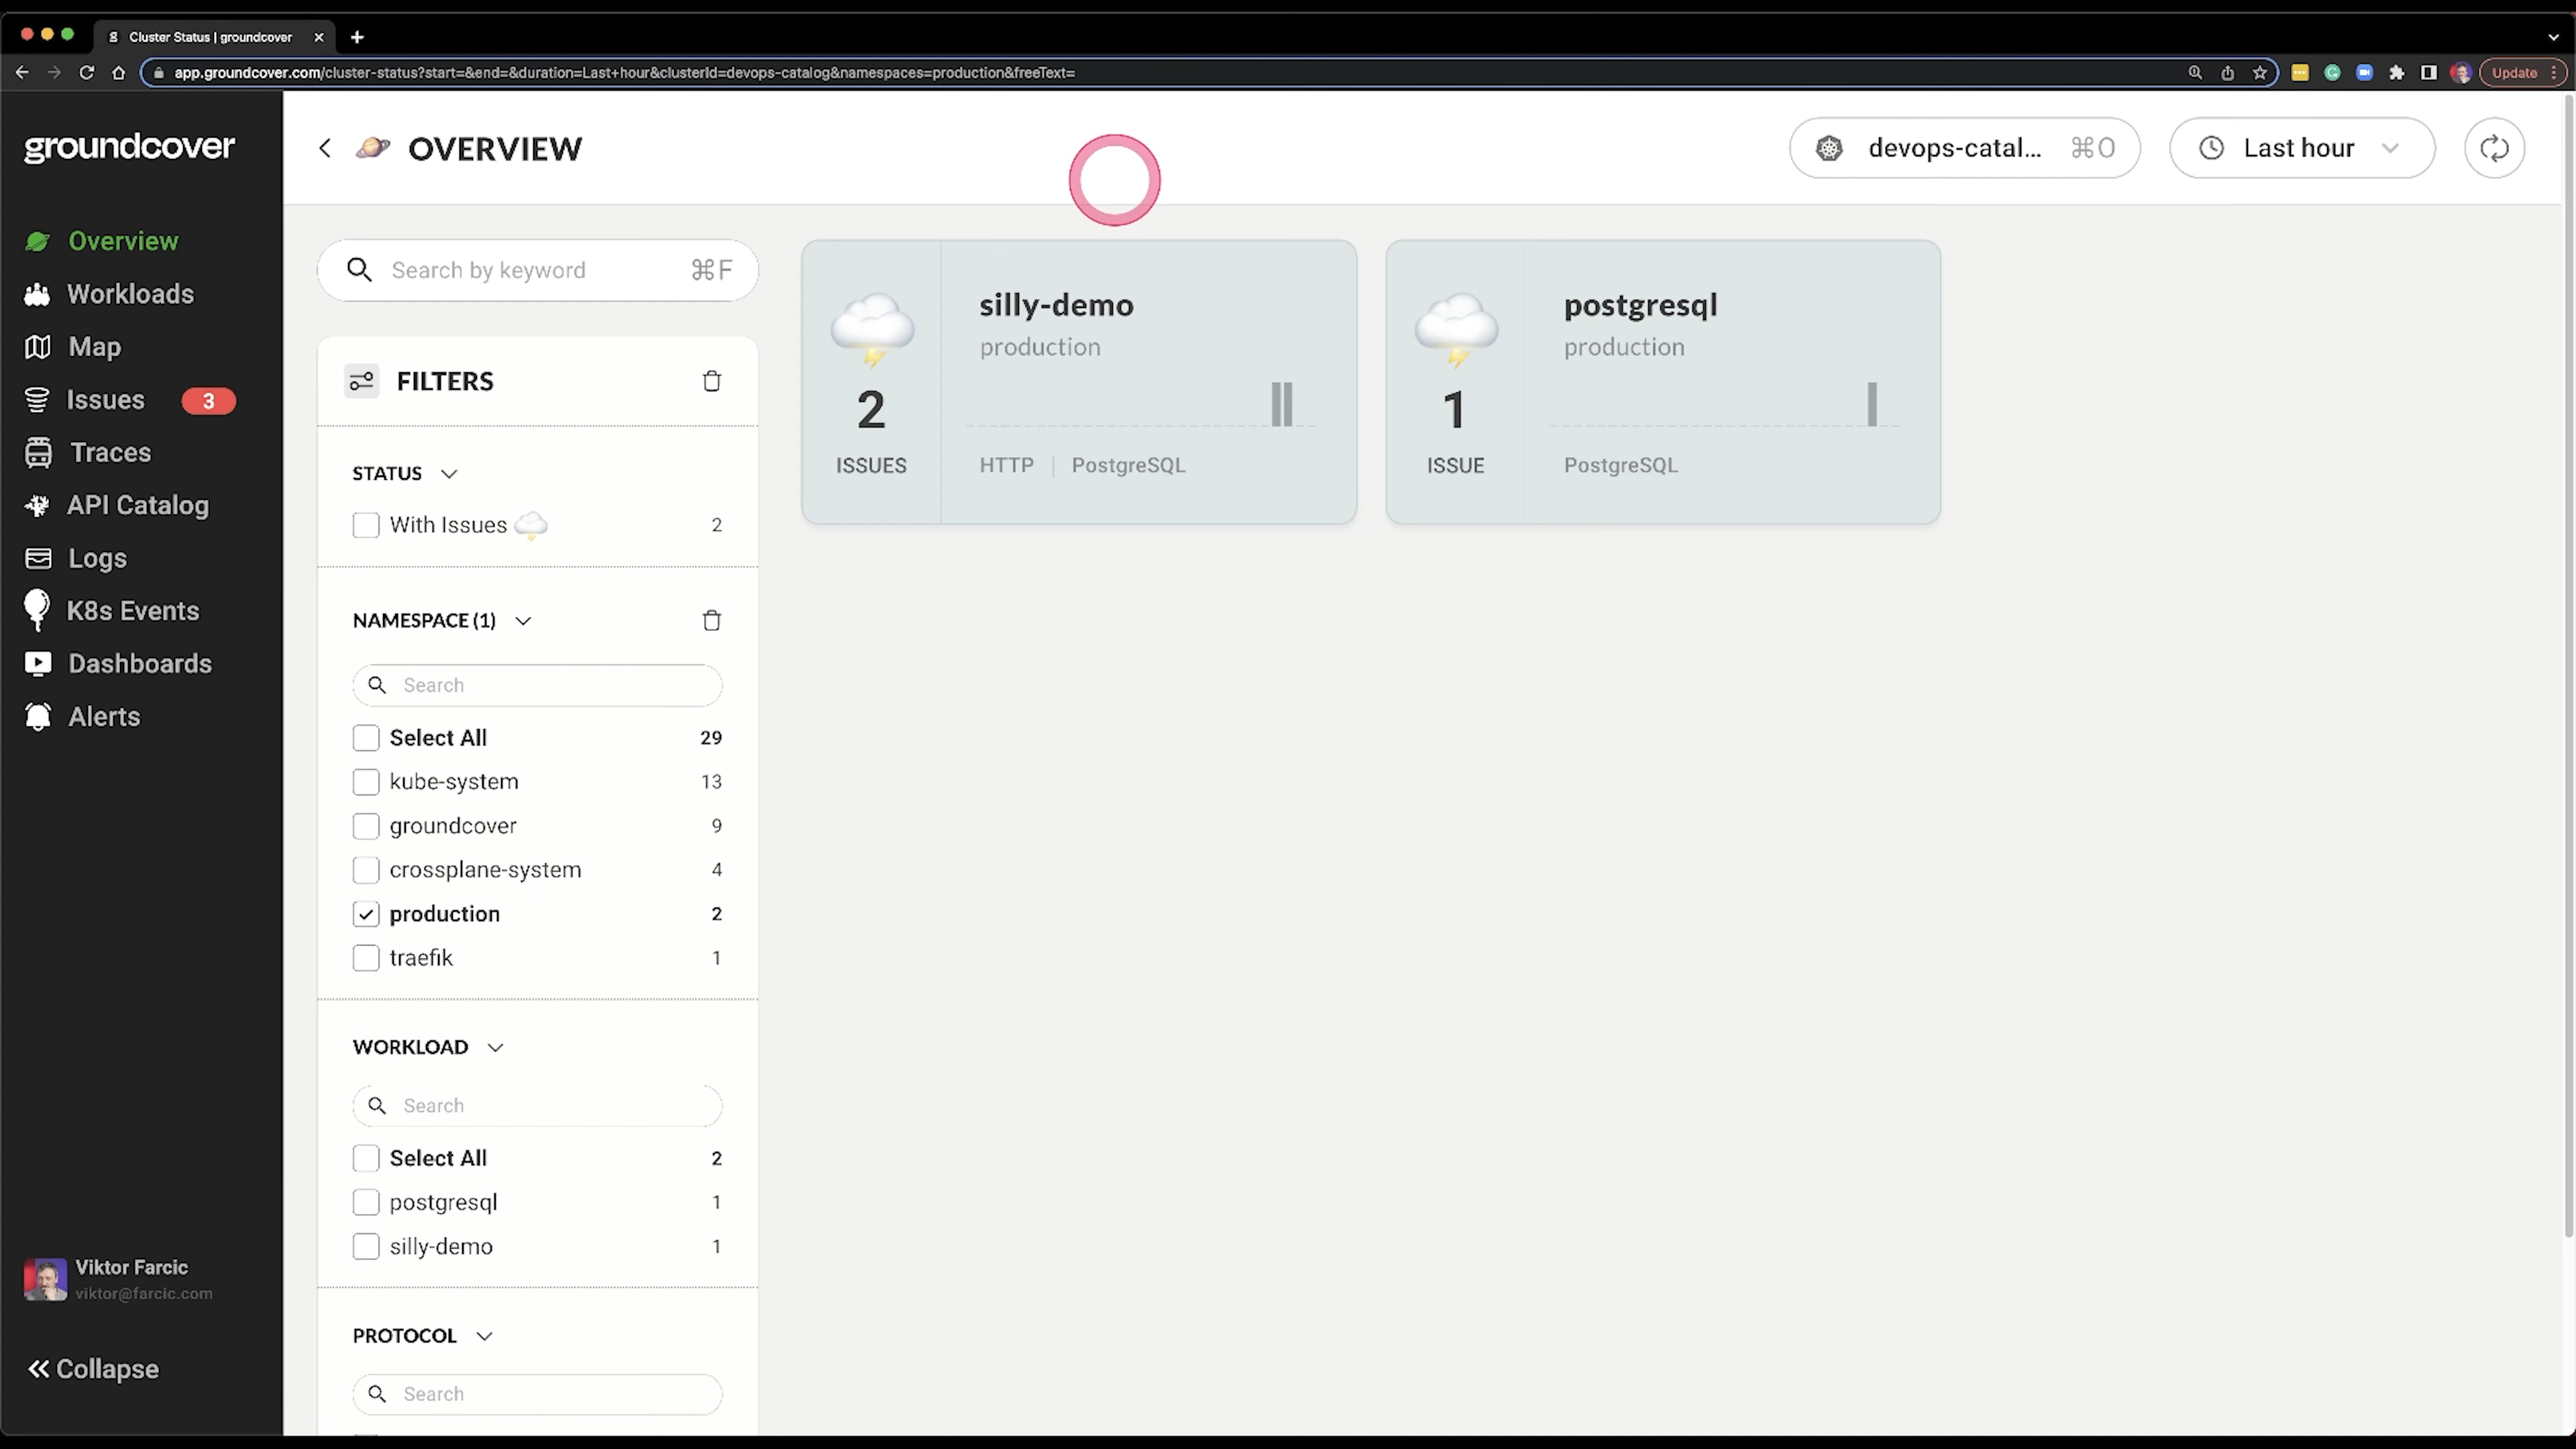 Cluster Status | groundcover
app.groundcover.com/cluster-status?start=&end=&duration=Last+hour&clusterId=devops-catalog&namespaces=production&freeText=
Update
groundcover
Overview
Workloads
Map
Issues 3
Traces
API Catalog
Logs
K8s Events
Dashboards
Alerts
Viktor Farcic
viktor@farcic.com
Collapse
OVERVIEW
devops-catal... ⌘O
Last hour
Search by keyword ⌘F
FILTERS
STATUS
With Issues 2
NAMESPACE (1)
Search
Select All 29
kube-system 13
groundcover 9
crossplane-system 4
production 2
traefik 1
WORKLOAD
Search
Select All 2
postgresql 1
silly-demo 1
PROTOCOL
Search
silly-demo
production
2
ISSUES
HTTP | PostgreSQL
postgresql
production
1
ISSUE
PostgreSQL